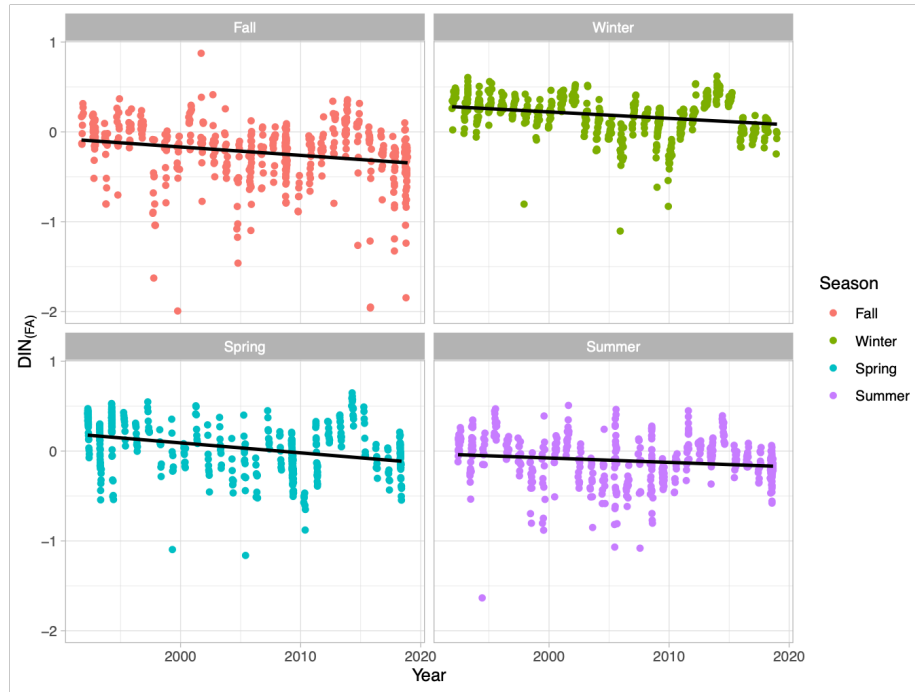 Fall
Winter
1
0
−1
−2
Spring
Summer
1
0
−1
−2
2000
2010
2020
2000
2010
2020
DIN(FA)
Year
Season
Fall
Winter
Spring
Summer